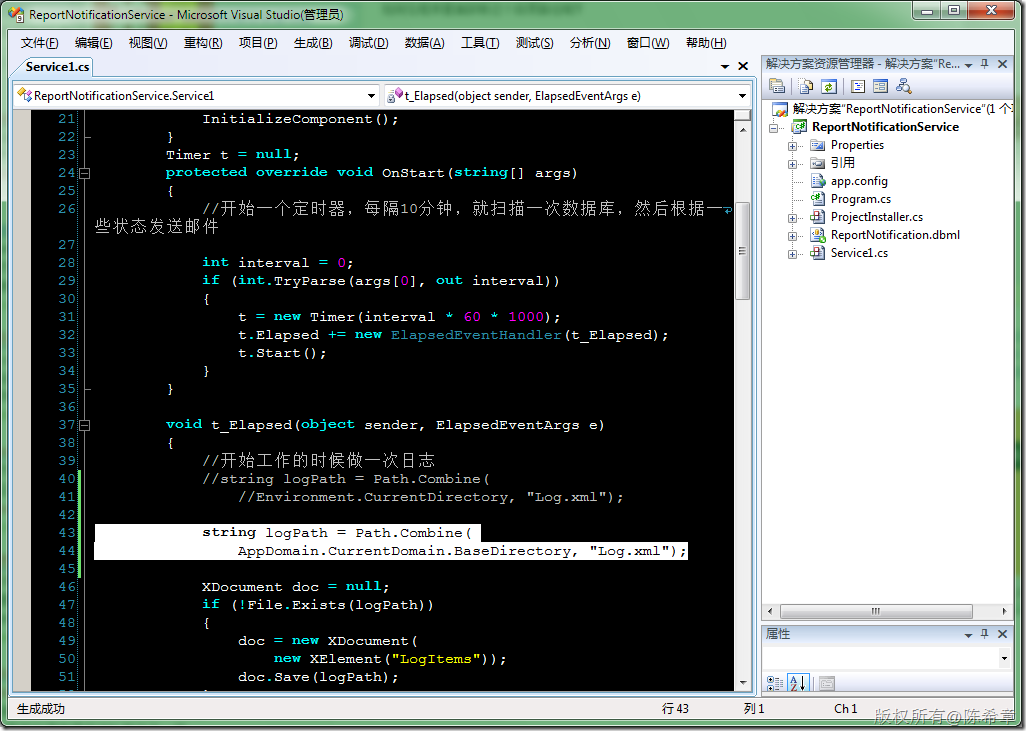 ReportNotificationService - Microsoft Visual Studio(管理员)
文件(F) 编辑(E) 视图(V) 重构(R) 项目(P) 生成(B) 调试(D) 数据(A) 工具(T) 测试(S) 分析(N) 窗口(W) 帮助(H)
Service1.cs
ReportNotificationService.Service1
t_Elapsed(object sender, ElapsedEventArgs e)
21 InitializeComponent();
22 }
23 Timer t = null;
24 protected override void OnStart(string[] args)
25 {
26 //开始一个定时器，每隔10分钟，就扫描一次数据库，然后根据一
些状态发送邮件
27
28 int interval = 0;
29 if (int.TryParse(args[0], out interval))
30 {
31 t = new Timer(interval * 60 * 1000);
32 t.Elapsed += new ElapsedEventHandler(t_Elapsed);
33 t.Start();
34 }
35 }
36
37 void t_Elapsed(object sender, ElapsedEventArgs e)
38 {
39 //开始工作的时候做一次日志
40 //string logPath = Path.Combine(
41 //Environment.CurrentDirectory, "Log.xml");
42
43 string logPath = Path.Combine(
44 AppDomain.CurrentDomain.BaseDirectory, "Log.xml");
45
46 XDocument doc = null;
47 if (!File.Exists(logPath))
48 {
49 doc = new XDocument(
50 new XElement("LogItems"));
51 doc.Save(logPath);
解决方案资源管理器 - 解决方案"Re...
解决方案"ReportNotificationService"(1 个
ReportNotificationService
Properties
引用
app.config
Program.cs
ProjectInstaller.cs
ReportNotification.dbml
Service1.cs
属性
生成成功 行 43 列 1 Ch 1
版权所有@陈希章